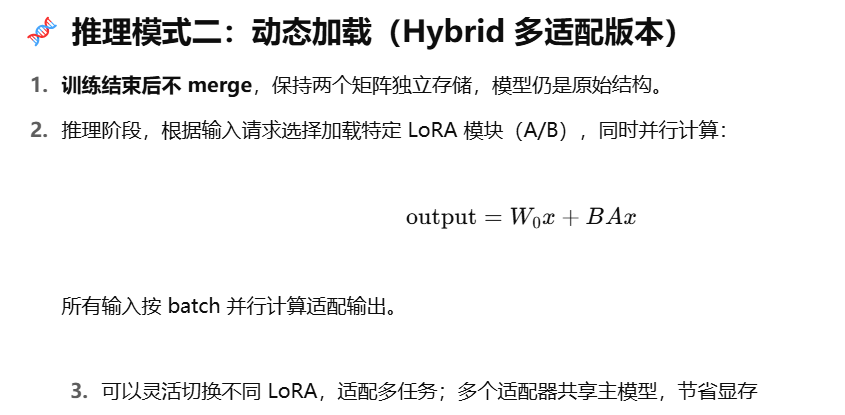 🧬 推理模式二：动态加载（Hybrid 多适配版本）
1. 训练结束后不 merge，保持两个矩阵独立存储，模型仍是原始结构。
2. 推理阶段，根据输入请求选择加载特定 LoRA 模块（A/B），同时并行计算：
output = W₀x + BAx
所有输入按 batch 并行计算适配输出。
3. 可以灵活切换不同 LoRA，适配多任务；多个适配器共享主模型，节省显存